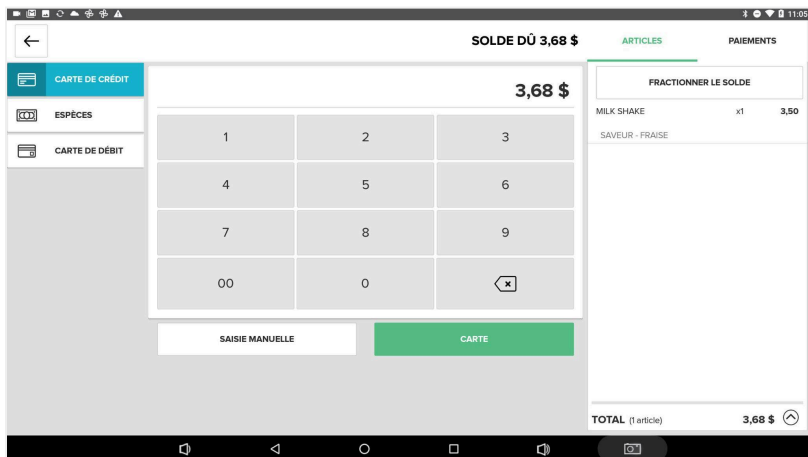 11:05
SOLDE DÛ 3,68 $
ARTICLES
PAIEMENTS
CARTE DE CRÉDIT
ESPÈCES
CARTE DE DÉBIT
3,68 $
1 2 3
4 5 6
7 8 9
00 0
SAISIE MANUELLE
CARTE
FRACTIONNER LE SOLDE
MILK SHAKE x1 3,50
SAVEUR - FRAISE
TOTAL (1 article) 3,68 $